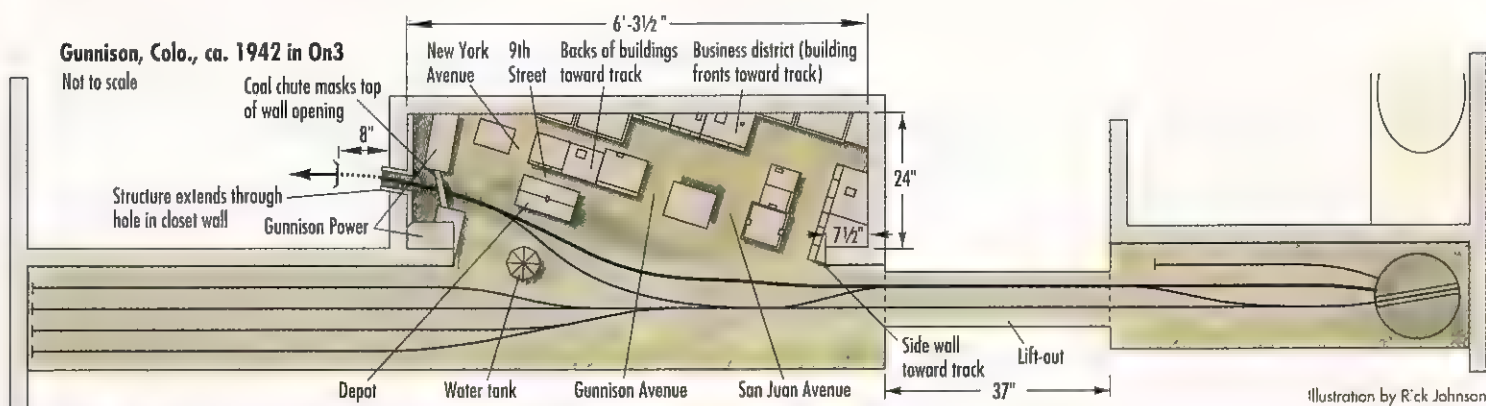 Gunnison, Colo., ca. 1942 in On3
Not to scale
6'-3½"
New York
Avenue
9th
Street
Backs of buildings
toward track
Business district (building
fronts toward track)
Coal chute masks top
of wall opening
8"
Structure extends through
hole in closet wall
Gunnison Power
24"
7½"
Side wall
toward track
Lift-out
37"
Depot
Water tank
Gunnison Avenue
San Juan Avenue
Illustration by Rick Johnson